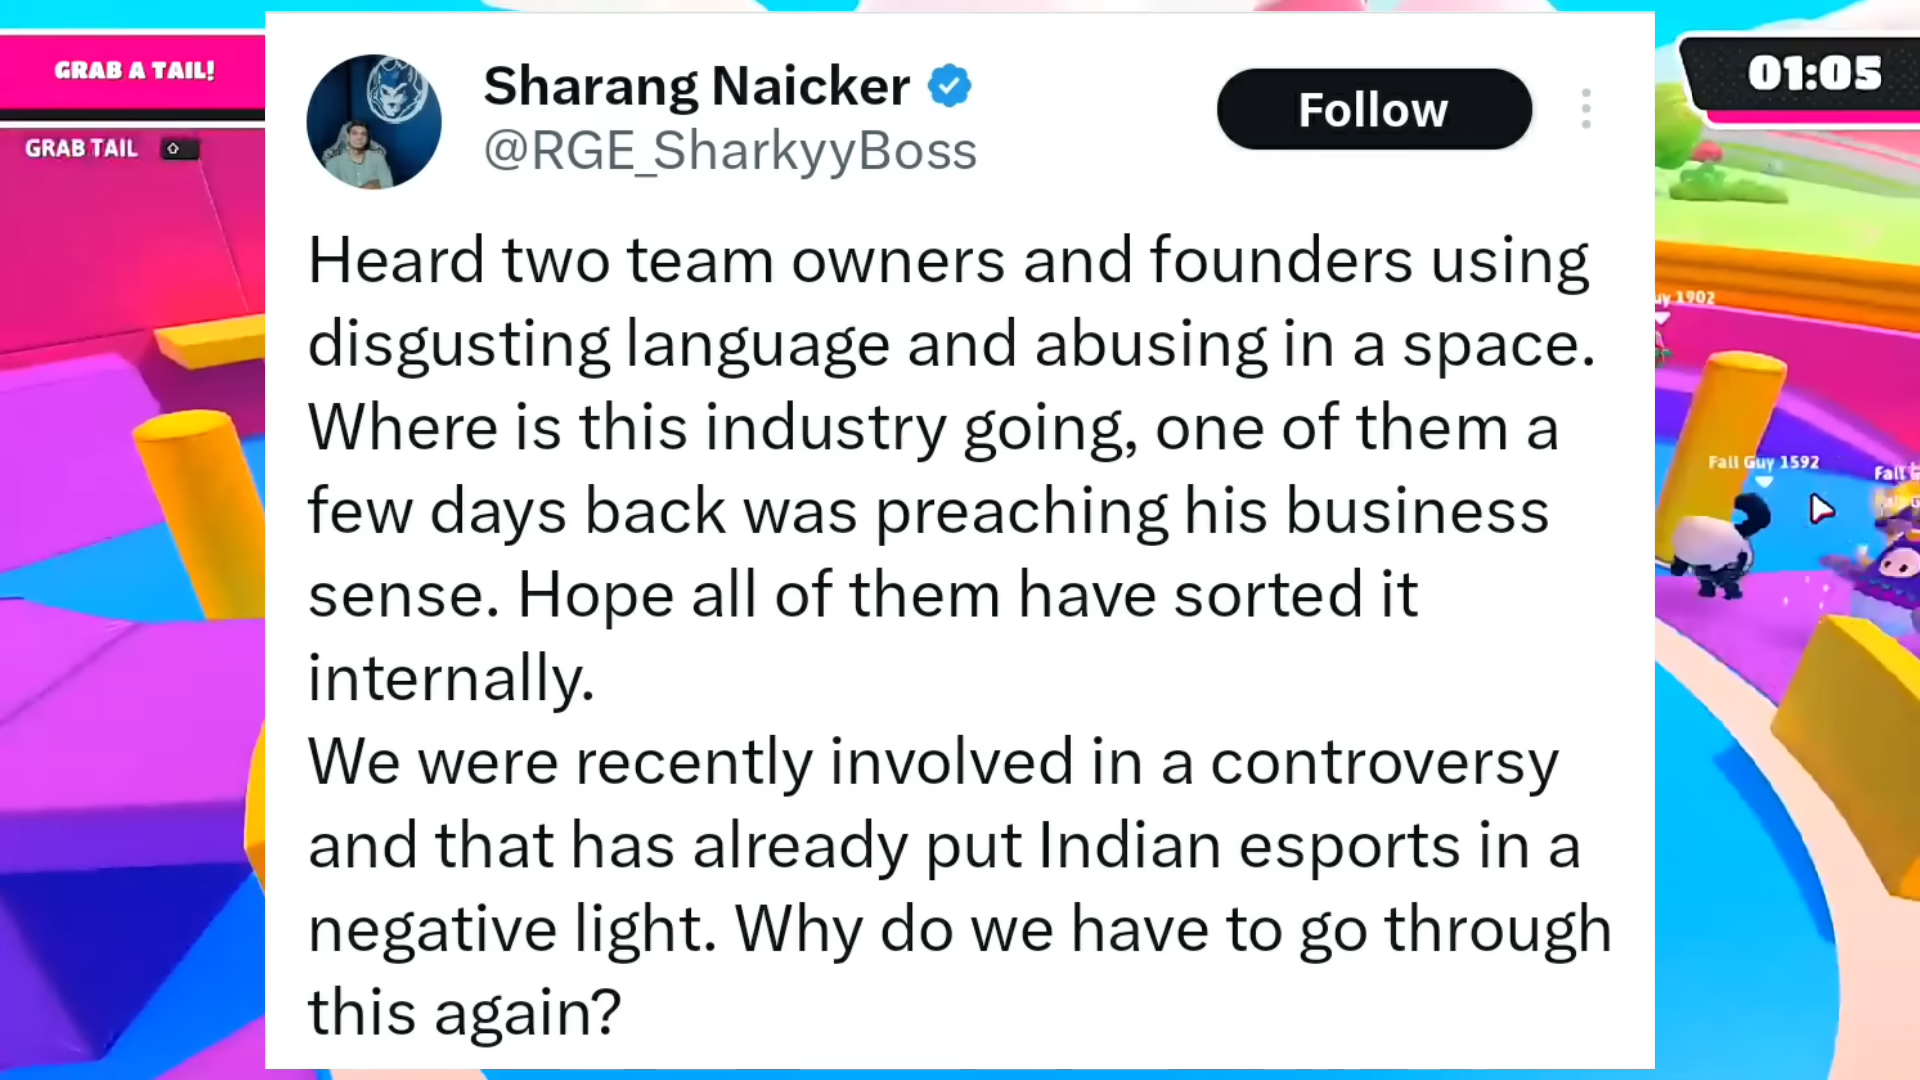 GRAB A TAIL!
01:05
GRAB TAIL
Sharang Naicker
@RGE_SharkyyBoss
Follow
Heard two team owners and founders using
disgusting language and abusing in a space.
Where is this industry going, one of them a
few days back was preaching his business
sense. Hope all of them have sorted it
internally.
We were recently involved in a controversy
and that has already put Indian esports in a
negative light. Why do we have to go through
this again?
1902
Fall Guy 1592
Fall